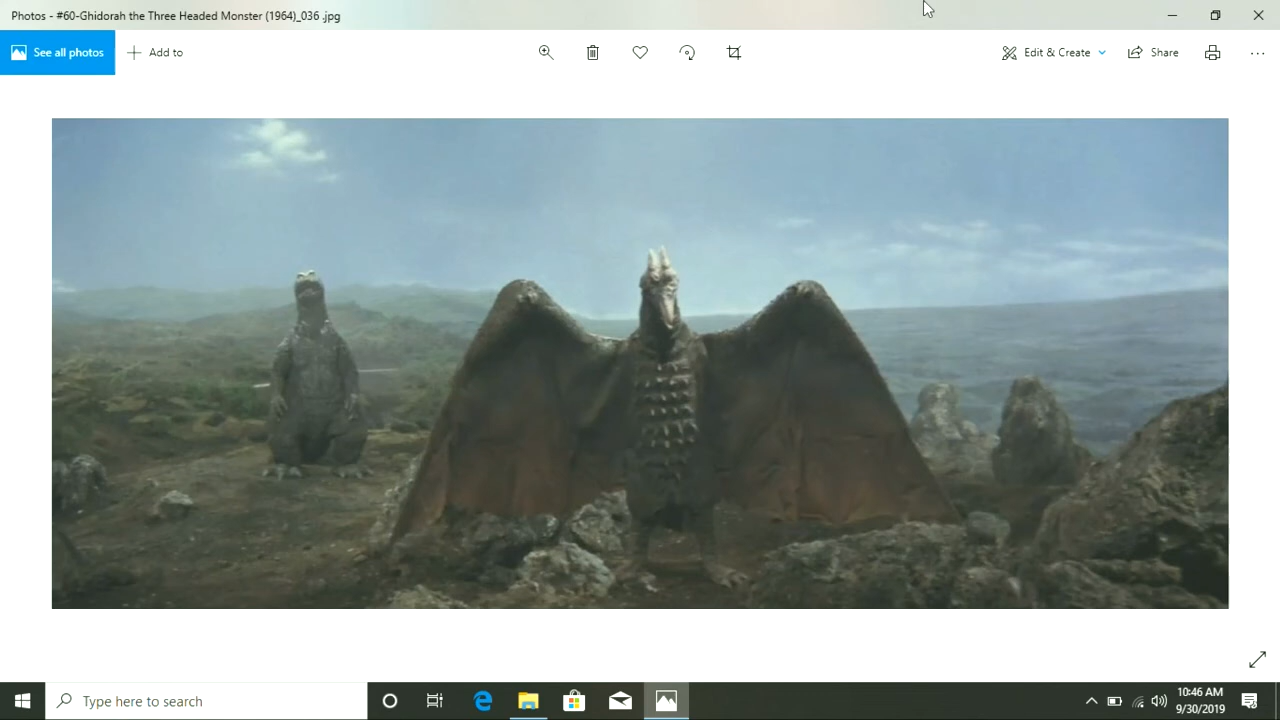 Photos - #60-Ghidorah the Three Headed Monster (1964)_036 .jpg
See all photos
Add to
Edit & Create
Share
Type here to search
10:46 AM
9/30/2019